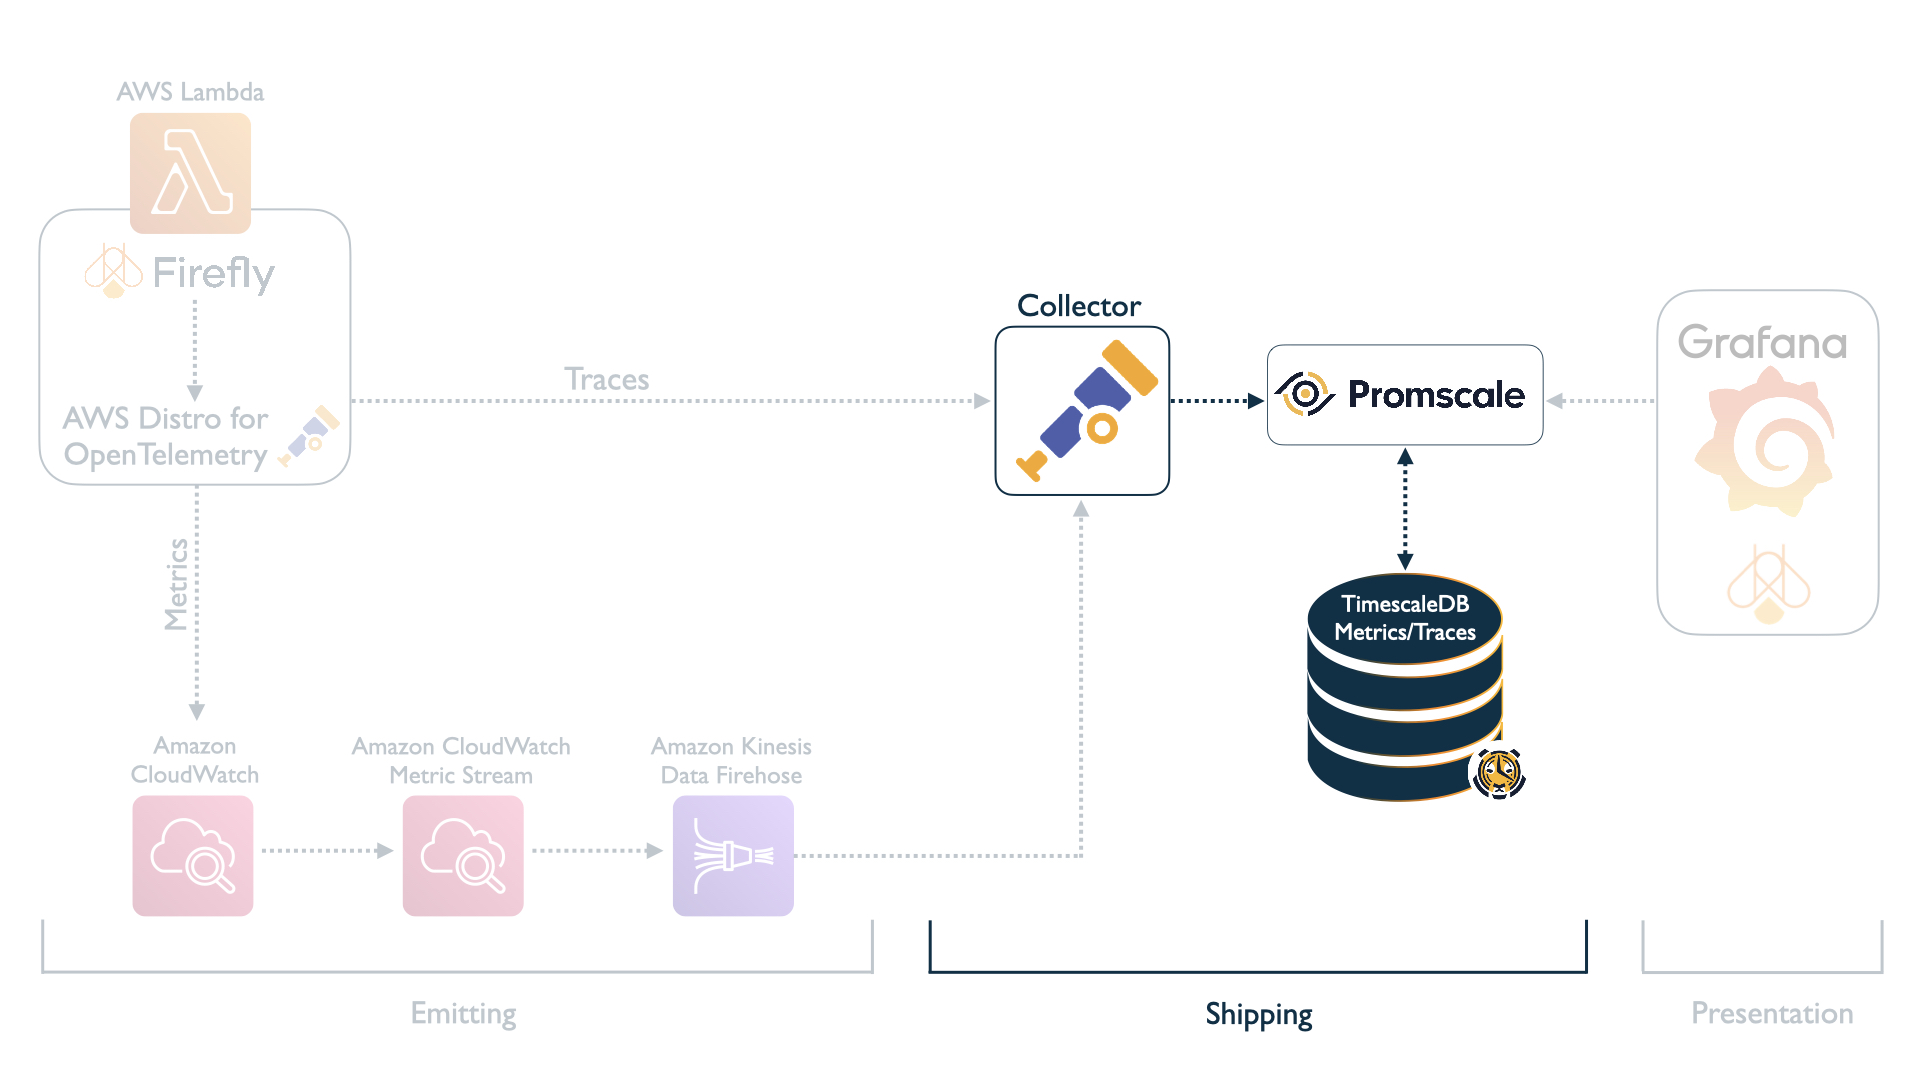 AWS Lambda
Firefly
AWS Distro for
OpenTelemetry
Traces
Metrics
Amazon
CloudWatch
Amazon CloudWatch
Metric Stream
Amazon Kinesis
Data Firehose
Collector
Promscale
TimescaleDB
Metrics/Traces
Grafana
Emitting
Shipping
Presentation